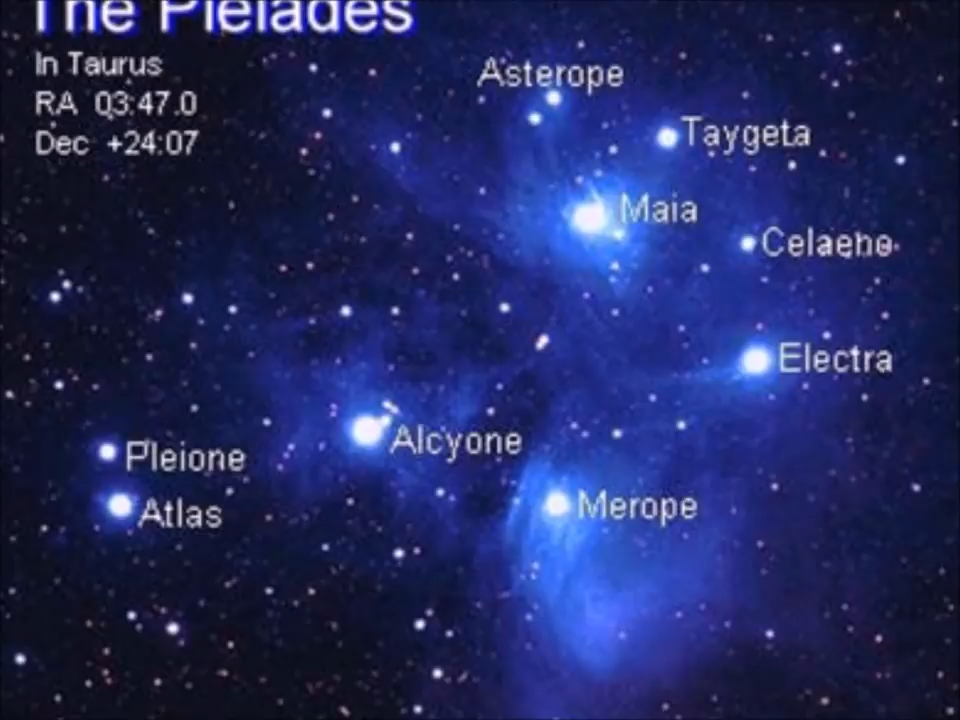 The Pleiades
In Taurus
RA 03:47.0
Dec +24:07
Asterope
Taygeta
Maia
Celaeno
Electra
Alcyone
Pleione
Atlas
Merope